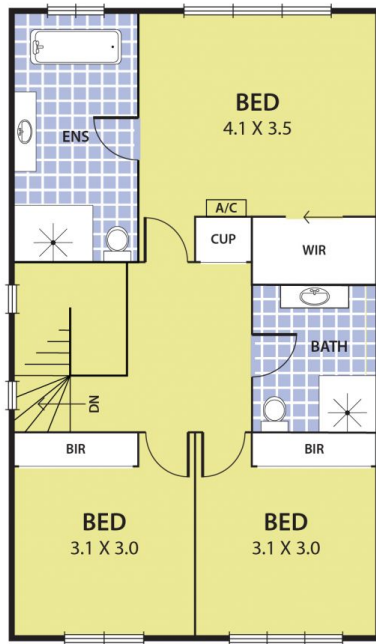 BED
4.1 X 3.5
ENS
A/C
CUP
WIR
BATH
DN
BIR
BIR
BED
3.1 X 3.0
BED
3.1 X 3.0